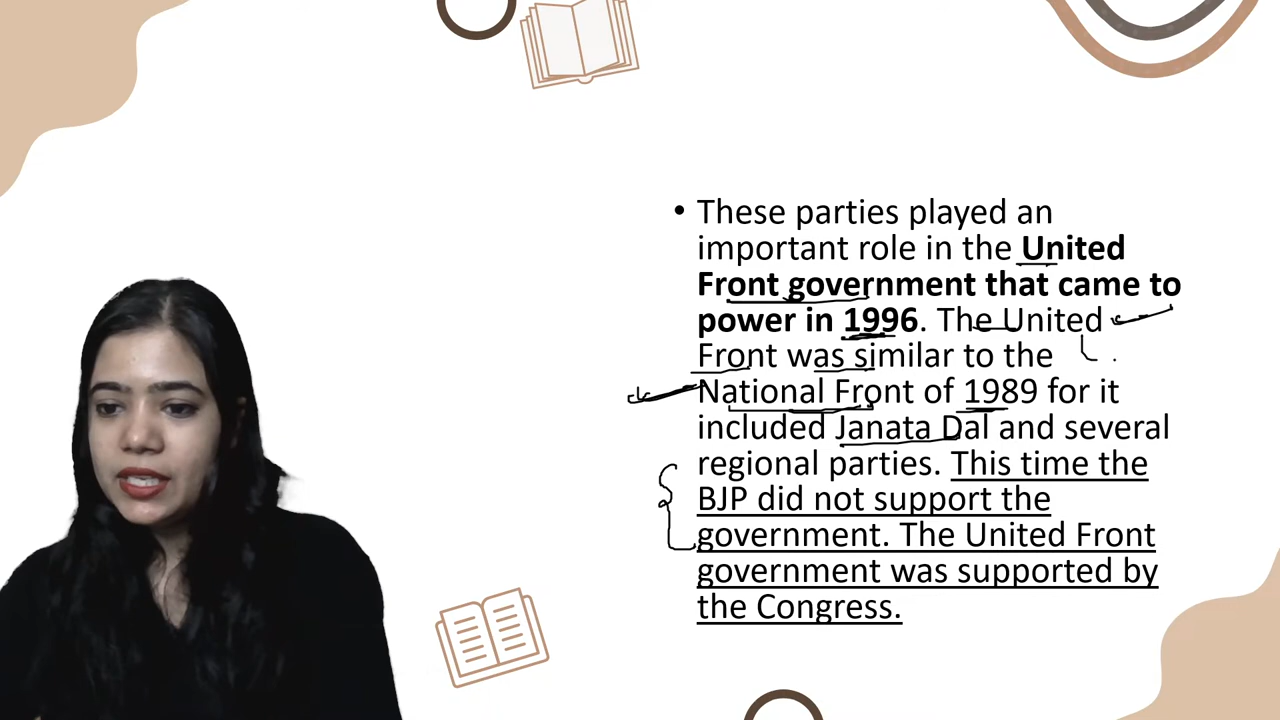 • These parties played an
important role in the United
Front government that came to
power in 1996. The United
Front was similar to the
National Front of 1989 for it
included Janata Dal and several
regional parties. This time the
BJP did not support the
government. The United Front
government was supported by
the Congress.